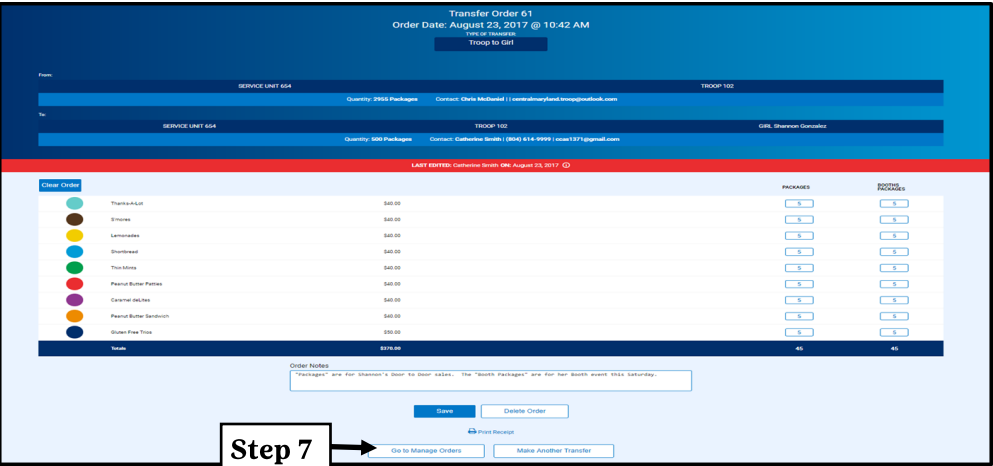 Transfer Order 61
Order Date: August 23, 2017 @ 10:42 AM
TYPE OF TRANSFER:
Troop to Girl
From:
SERVICE UNIT 654 TROOP 102
Quantity: 2955 Packages Contact: Chris McDaniel | | centralmaryland.troop@outlook.com
To:
SERVICE UNIT 654 TROOP 102 GIRL Shannon Gonzalez
Quantity: 500 Packages Contact: Catherine Smith | (804) 614-9999 | ccas1371@gmail.com
LAST EDITED: Catherine Smith ON: August 23, 2017
Clear Order PACKAGES BOOTHS PACKAGES
Thanks-A-Lot $40.00 5 5
S'mores $40.00 5 5
Lemonades $40.00 5 5
Shortbread $40.00 5 5
Thin Mints $40.00 5 5
Peanut Butter Patties $40.00 5 5
Caramel deLites $40.00 5 5
Peanut Butter Sandwich $40.00 5 5
Gluten Free Trios $50.00 5 5
Totals $370.00 45 45
Order Notes
"Packages" are for Shannon's Door to Door sales. The "Booth Packages" are for her Booth event this Saturday.
Save Delete Order
Print Receipt
Step 7 Go to Manage Orders Make Another Transfer